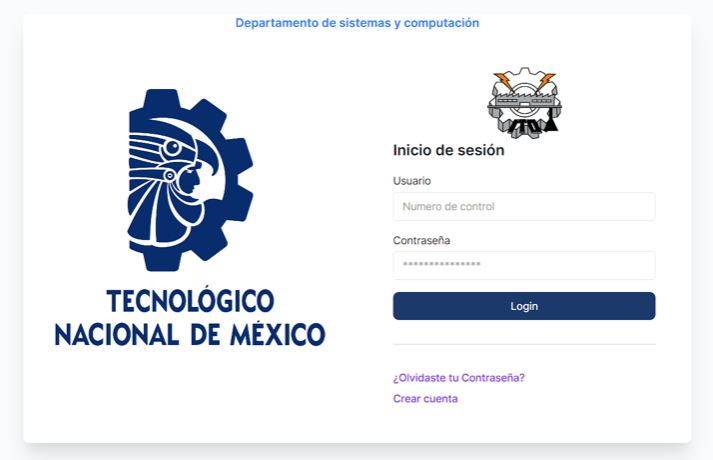 Departamento de sistemas y computación
TECNOLÓGICO
NACIONAL DE MÉXICO
Inicio de sesión
Usuario
Numero de control
Contraseña
***************
Login
¿Olvidaste tu Contraseña?
Crear cuenta